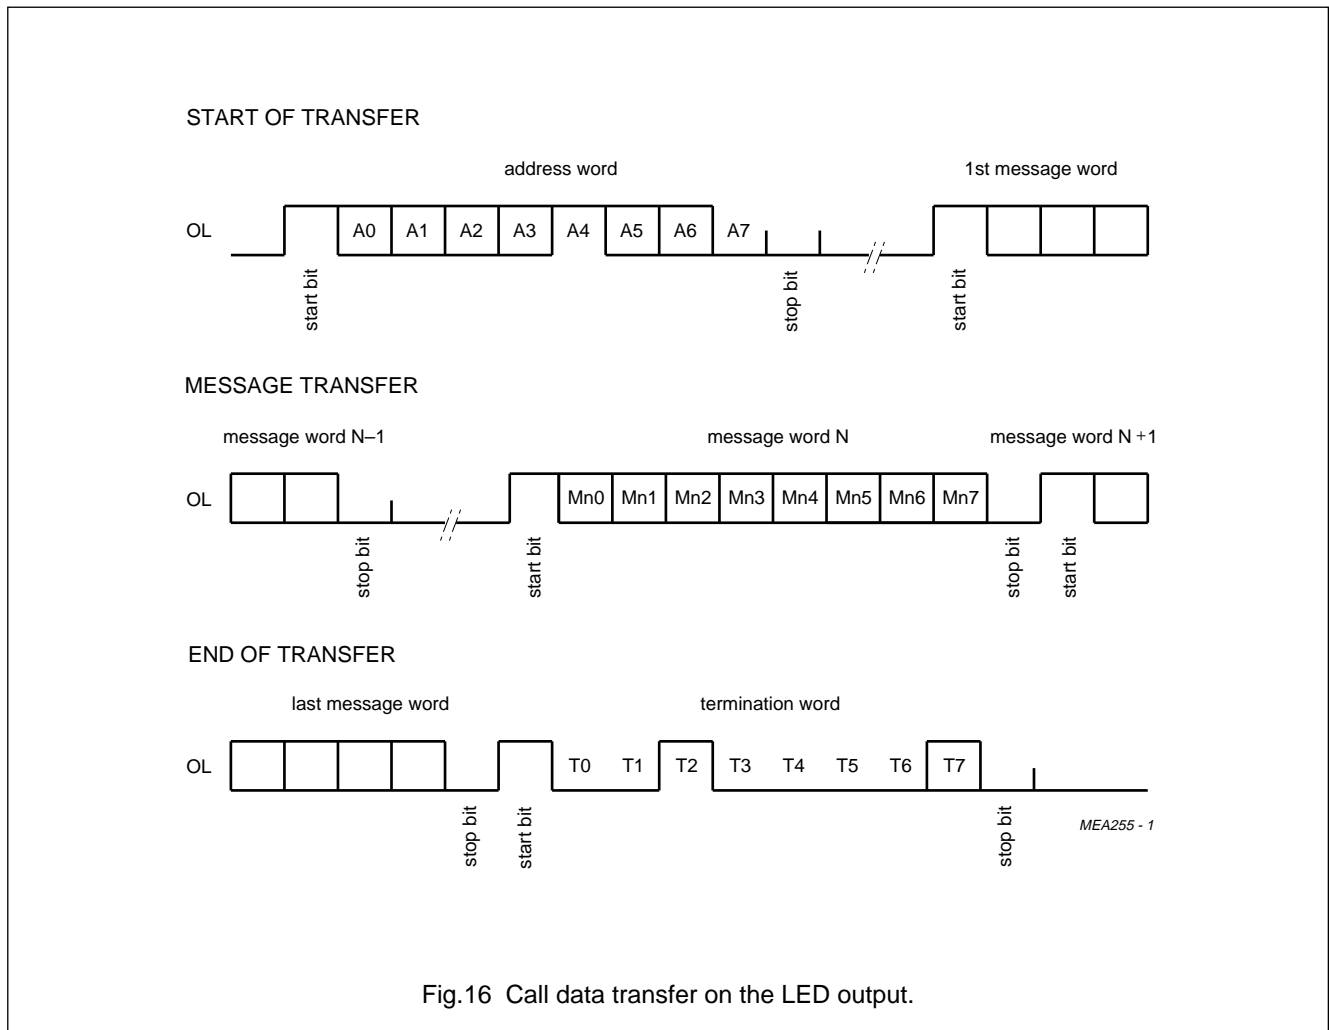 START OF TRANSFER
address word
1st message word
OL
A0 A1 A2 A3 A4 A5 A6 A7
start bit
stop bit
start bit
MESSAGE TRANSFER
message word N–1
message word N
message word N +1
OL
Mn0 Mn1 Mn2 Mn3 Mn4 Mn5 Mn6 Mn7
stop bit
start bit
stop bit
start bit
END OF TRANSFER
last message word
termination word
OL
T0 T1 T2 T3 T4 T5 T6 T7
stop bit
start bit
stop bit
MEA255 - 1
Fig.16 Call data transfer on the LED output.